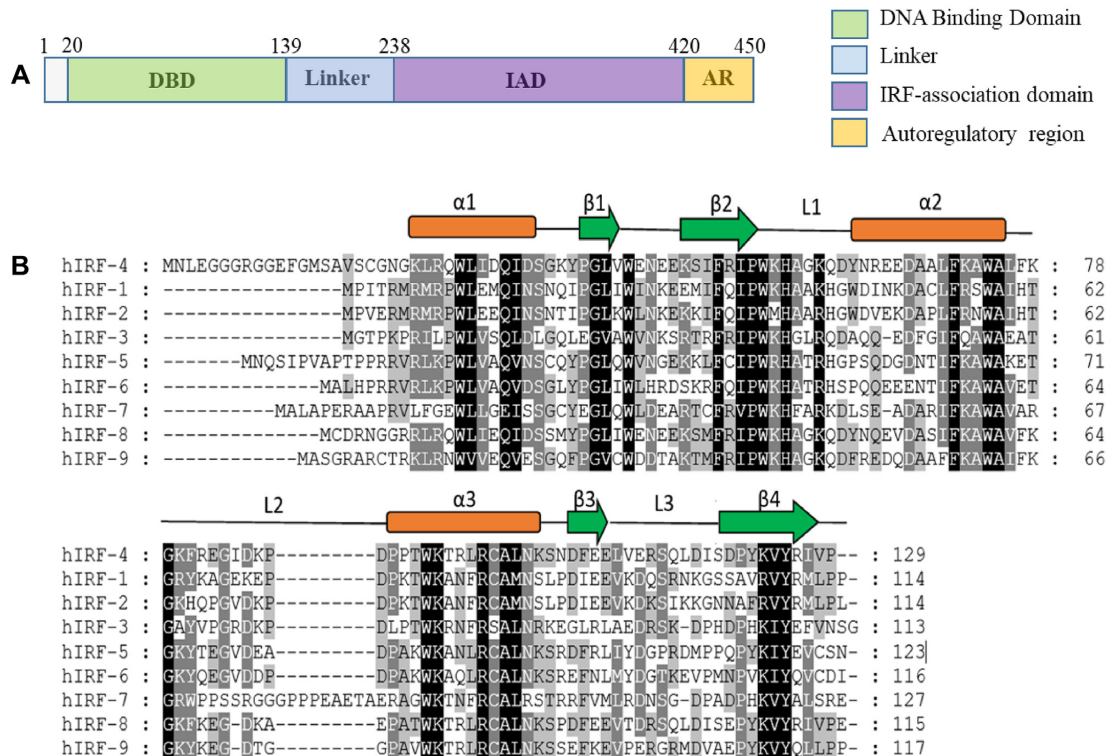 1 20 139 238 420 450
A DBD Linker IAD AR
DNA Binding Domain
Linker
IRF-association domain
Autoregulatory region
α1 β1 β2 L1 α2
B
hIRF-4 : MNLEGGGRGGEFGMSAVSCGNGKLRQWLIDQIDSGKYPGLVWENEEKSIFRIPWKHAGKQDYNREEDAALFKAWALFK : 78
hIRF-1 : -----------------MPITRMRMRPWLEMQINSNQIPGLIWINKEEMIFQIPWKHAAKHGWDINKDACLFRSWAIHT : 62
hIRF-2 : -----------------MPVERMRMRPWLEEQINSNTIPGLKWLNKEKKIFQIPWMHAARHGWDVEKDAPLFRNWAIHT : 62
hIRF-3 : -----------------MGTPKPRILPWLVSQLDLGQLEGVAWVNKSRTRFRIPWKHGLRQDAQQ-EDFGIFQAWAEAT : 61
hIRF-5 : -------MNQSIPVAPTPPRRVRLKPWLVAQVNSCQYPGLQWVNGEKKLFCIPWRHATRHGPSQDGDNTIFKAWAKET : 71
hIRF-6 : --------------MALHPRRVRLKPWLVAQVDSGLYPGLIWLHRDSKRFQIPWRHATRHSPQQEEENTIFKAWAVET : 64
hIRF-7 : ----------MALAPERAAPRVLFGEWLLGEISSGCYEGLQWLDEARTCFRVPWKHFARKDLSE-ADARIFKAWAVAR : 67
hIRF-8 : --------------MCDRNGGRRLRQWLIEQIDSSMYPGLIWENEEKSMFRIPWKHAGKQDYNQEVDASIFKAWAVFK : 64
hIRF-9 : ------------MASGRARCTRKLRNWVVEQVESGQFPGVCWDDTAKTMFRIPWKHAGKQDFREDQDAAFFKAWAIFK : 66
L2 α3 β3 L3 β4
hIRF-4 : GKFREGIDKP----------DPPTWKTRLRCALNKSNDFEELVERSQLDISDPYKVYRIVP-- : 129
hIRF-1 : GRYKAGEKEP----------DPKTWKANFRCAMNSLPDIEEVKDQSRNKGSSAVRVYRMLPP- : 114
hIRF-2 : GKHQPGVDKP----------DPKTWKANFRCAMNSLPDIEEVKDKSIKKGNNAFRVYRMLPL- : 114
hIRF-3 : GAYVPGRDKP----------DLPTWKRNFRSALNRKEGLRLAEDRSK-DPHDPHKIYEFVNSG : 113
hIRF-5 : GKYTEGVDEA----------DPAKWKANLRCALNKSRDFRLIYDGPRDMPPQPYKIYEVCSN- : 123
hIRF-6 : GKYQEGVDDP----------DPAKWKAQLRCALNKSREFNLMYDGTKEVPMNPVKIYQVCDI- : 116
hIRF-7 : GRWPPSSRGGGPPPEAETAERAGWKTNFRCALRSTRRFVMLRDNSG-DPADPHKVYALSRE- : 127
hIRF-8 : GKFKEG-DKA----------EPATWKTRLRCALNKSPDFEEVTDRSQLDISEPYKVYRIVPE- : 115
hIRF-9 : GKYKEG-DTG----------GPAVWKTRLRCALNKSSEFKEVPERGRMDVAEPYKVYQLLPP- : 117